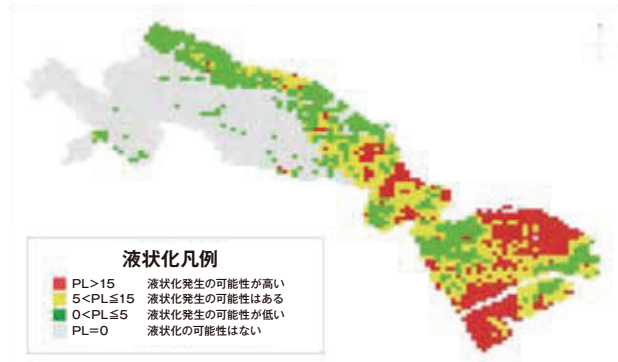 液状化凡例
PL>15 液状化発生の可能性が高い
5<PL≦15 液状化発生の可能性はある
0<PL≦5 液状化発生の可能性が低い
PL=0 液状化の可能性はない